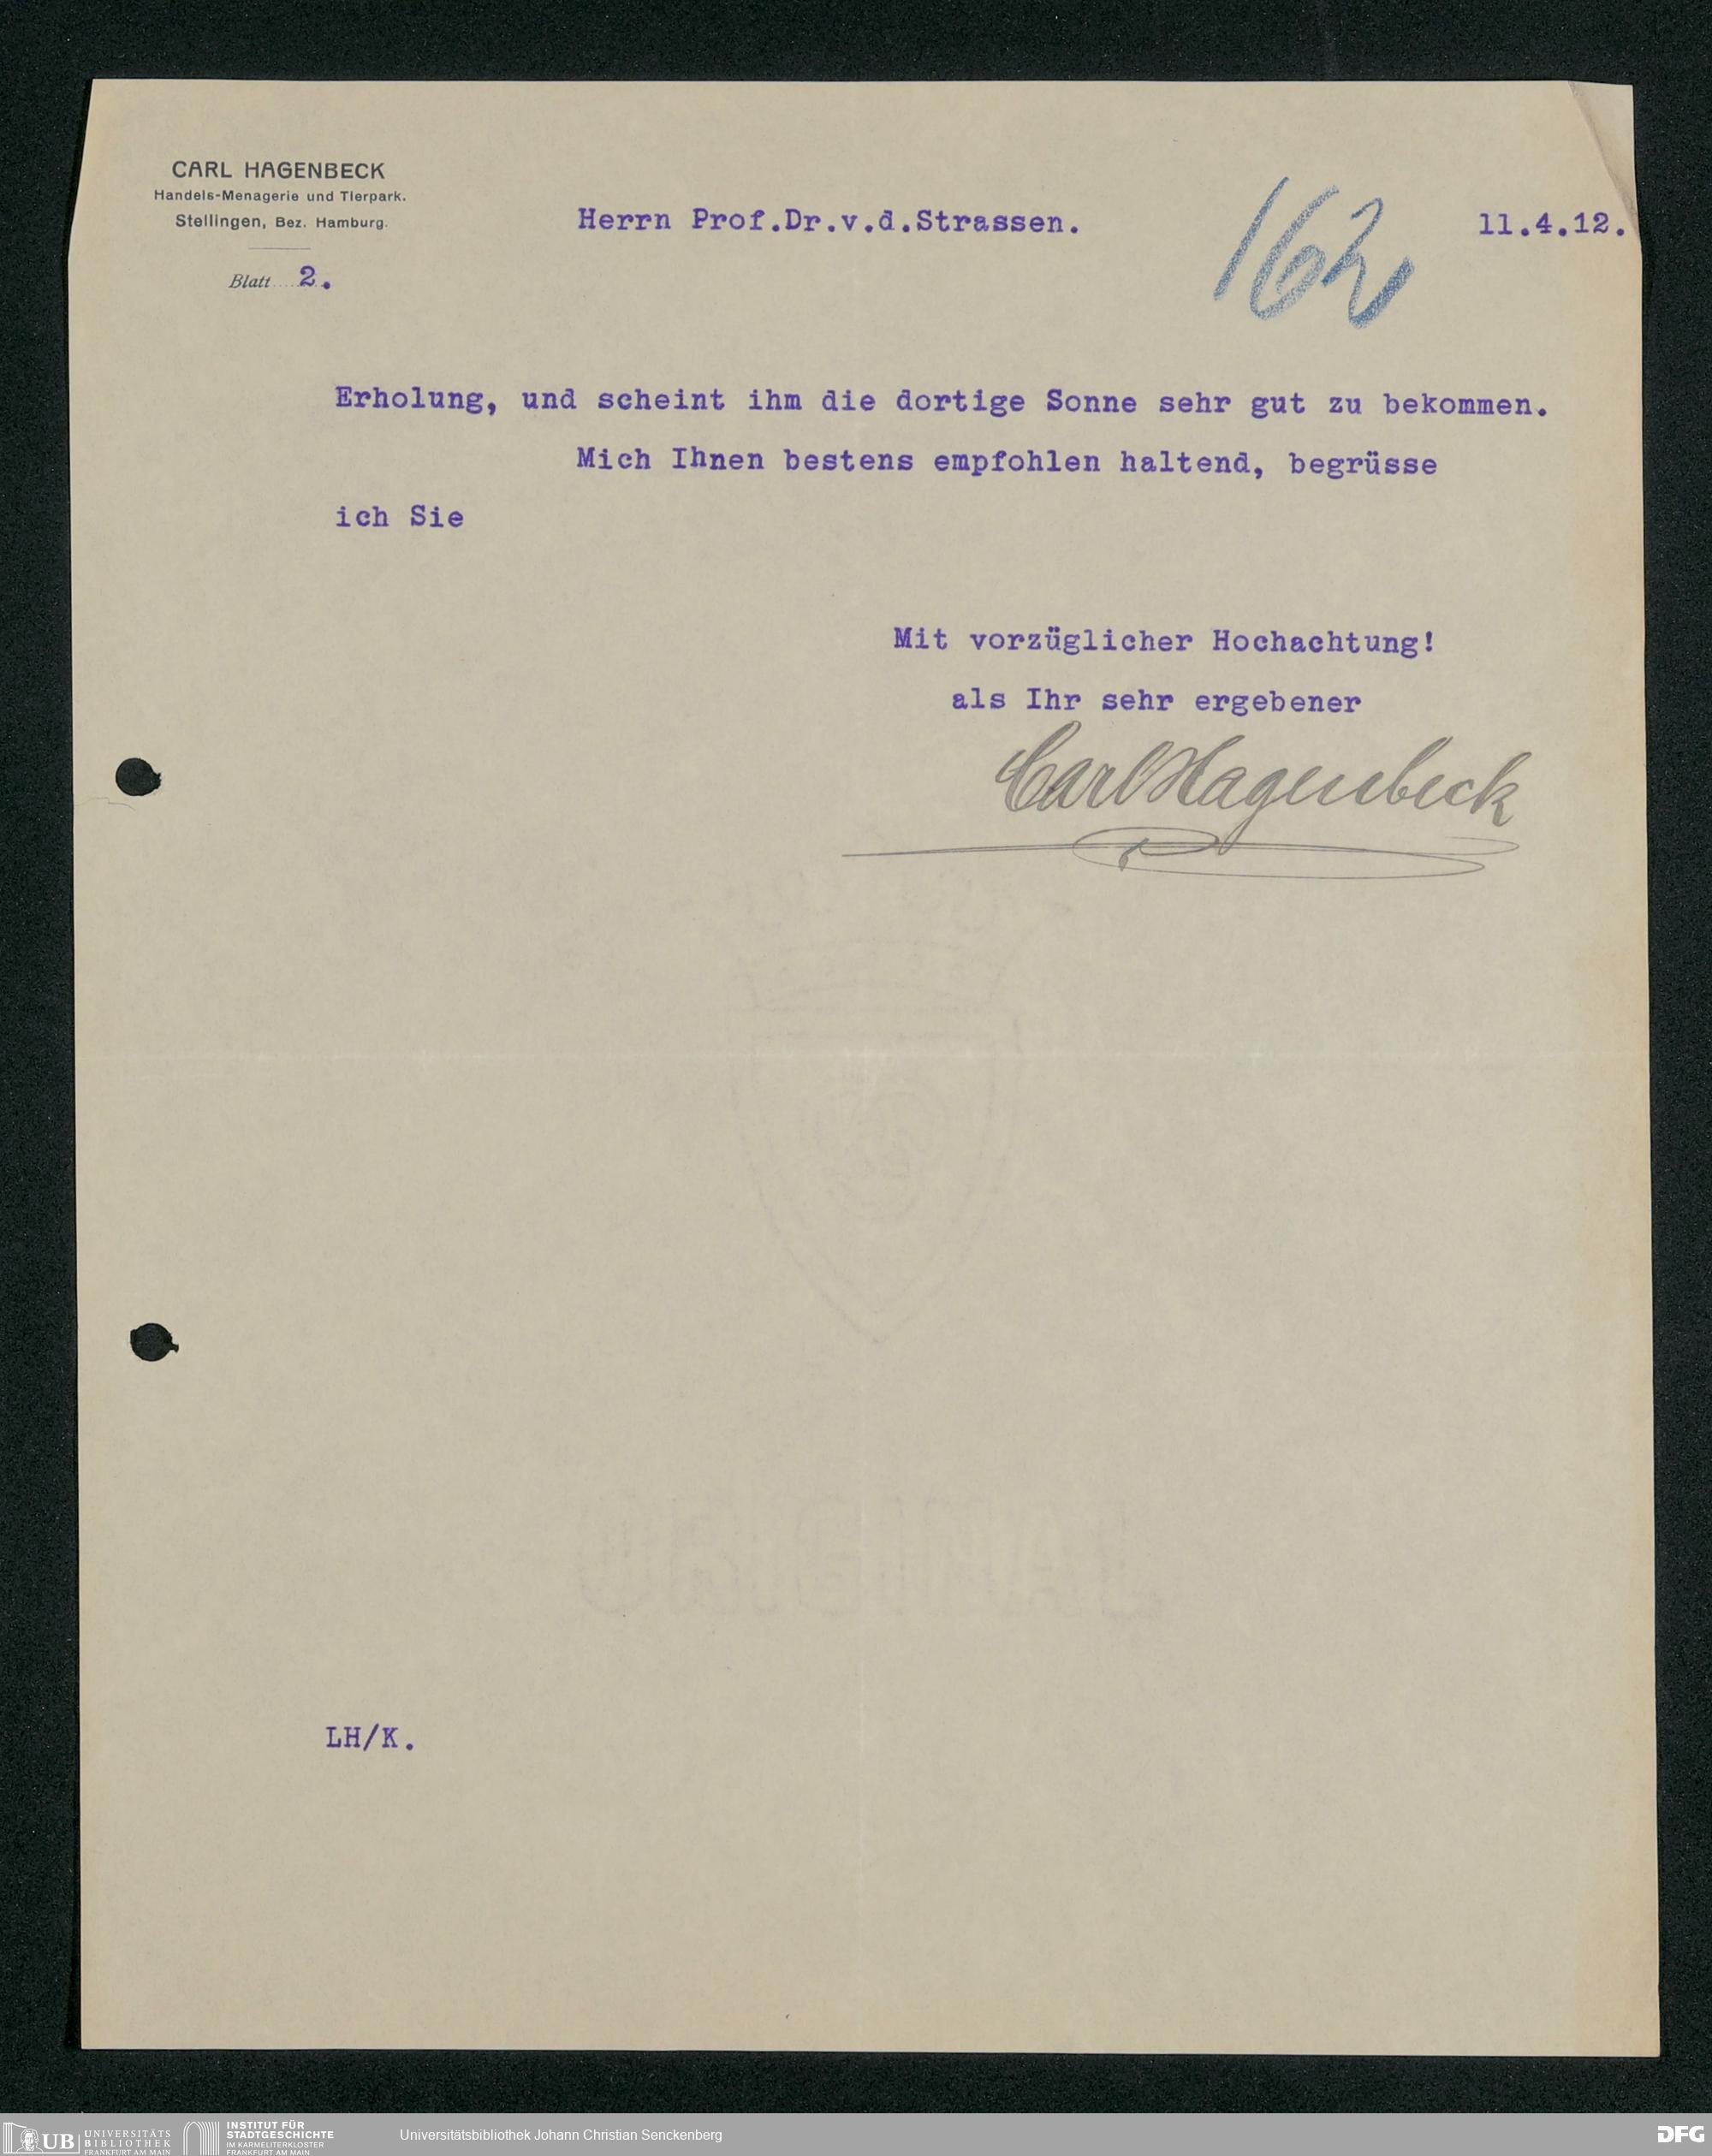 CARL HAGENBECK
Handels-Menagerie und Tierpark.
Stellingen, Bez. Hamburg.
Blatt 2.
Herrn Prof.Dr.v.d.Strassen.
162
11.4.12.
Erholung, und scheint ihm die dortige Sonne sehr gut zu bekommen.
Mich Ihnen bestens empfohlen haltend, begrüsse
ich Sie
Mit vorzüglicher Hochachtung!
als Ihr sehr ergebener
Carl Hagenbeck
LH/K.
UB UNIVERSITÄTS
BIBLIOTHEK
FRANKFURT AM MAIN
INSTITUT FÜR
STADTGESCHICHTE
IM KARMELITERKLOSTER
FRANKFURT AM MAIN
Universitätsbibliothek Johann Christian Senckenberg
DFG